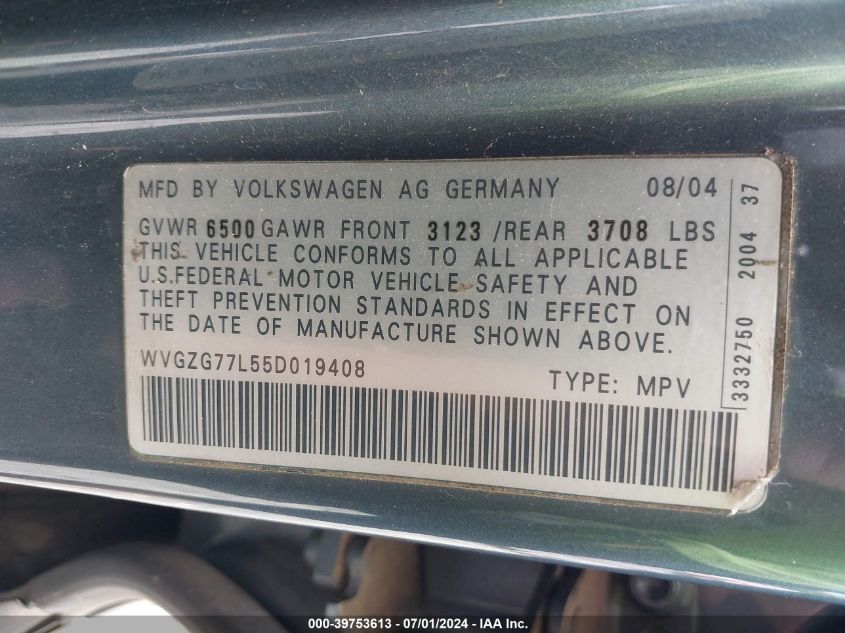 MFD BY VOLKSWAGEN AG GERMANY 08/04
GVWR 6500 GAWR FRONT 3123 /REAR 3708 LBS
THIS VEHICLE CONFORMS TO ALL APPLICABLE
U.S.FEDERAL MOTOR VEHICLE SAFETY AND
THEFT PREVENTION STANDARDS IN EFFECT ON
THE DATE OF MANUFACTURE SHOWN ABOVE.
WVGZG77L55D019408
TYPE: MPV
3332750 2004 37
000-39753613 - 07/01/2024 - IAA Inc.